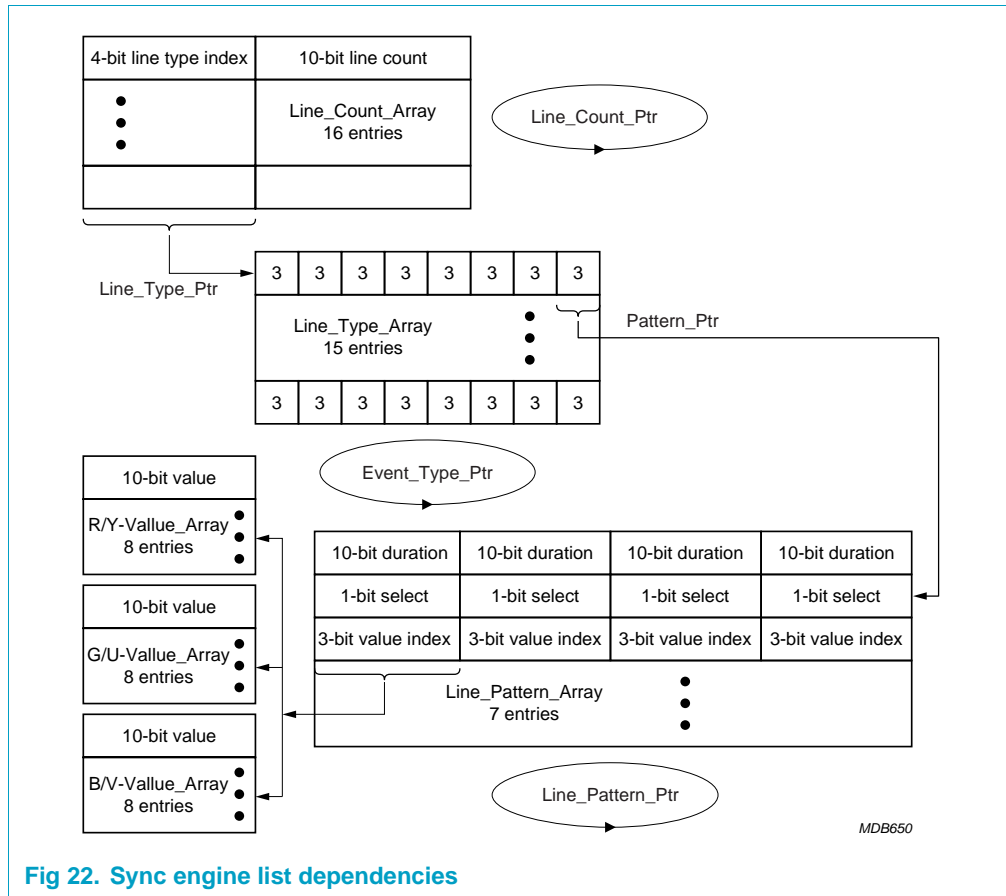 4-bit line type index
10-bit line count
Line_Count_Array
16 entries
Line_Count_Ptr
Line_Type_Ptr
3 3 3 3 3 3 3 3
Line_Type_Array
15 entries
Pattern_Ptr
3 3 3 3 3 3 3 3
Event_Type_Ptr
10-bit value
R/Y-Vallue_Array
8 entries
10-bit value
G/U-Vallue_Array
8 entries
10-bit value
B/V-Vallue_Array
8 entries
10-bit duration 10-bit duration 10-bit duration 10-bit duration
1-bit select 1-bit select 1-bit select 1-bit select
3-bit value index 3-bit value index 3-bit value index 3-bit value index
Line_Pattern_Array
7 entries
Line_Pattern_Ptr
MDB650
Fig 22. Sync engine list dependencies